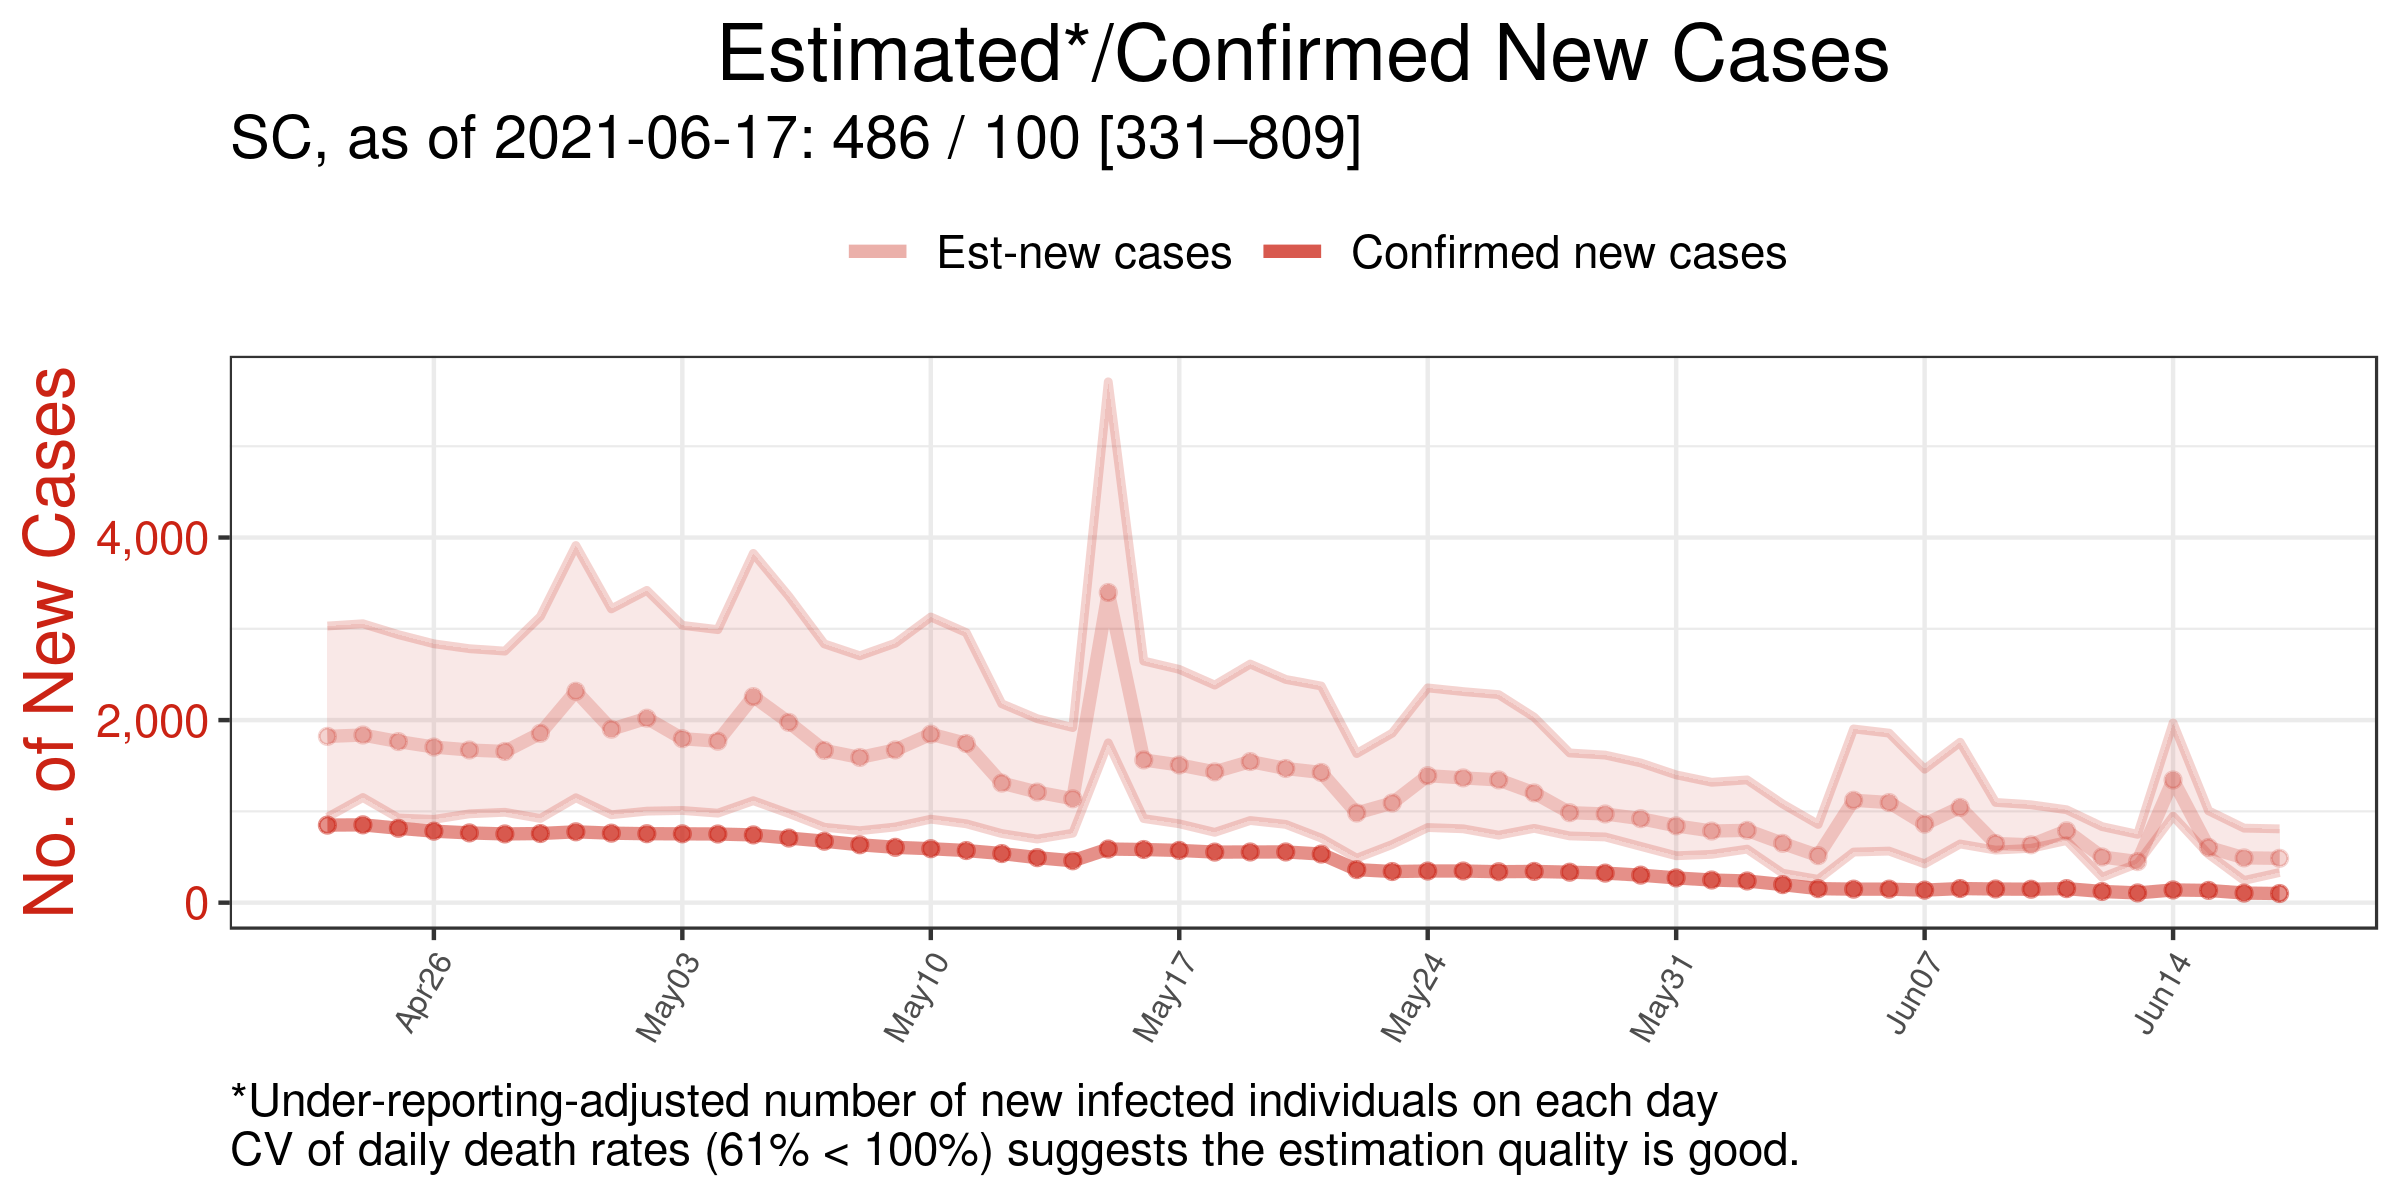 Estimated*/Confirmed New Cases
SC, as of 2021-06-17: 486 / 100 [331–809]
Est-new cases
Confirmed new cases
No. of New Cases
4,000
2,000
0
Apr26
May03
May10
May17
May24
May31
Jun07
Jun14
*Under-reporting-adjusted number of new infected individuals on each day
CV of daily death rates (61% < 100%) suggests the estimation quality is good.